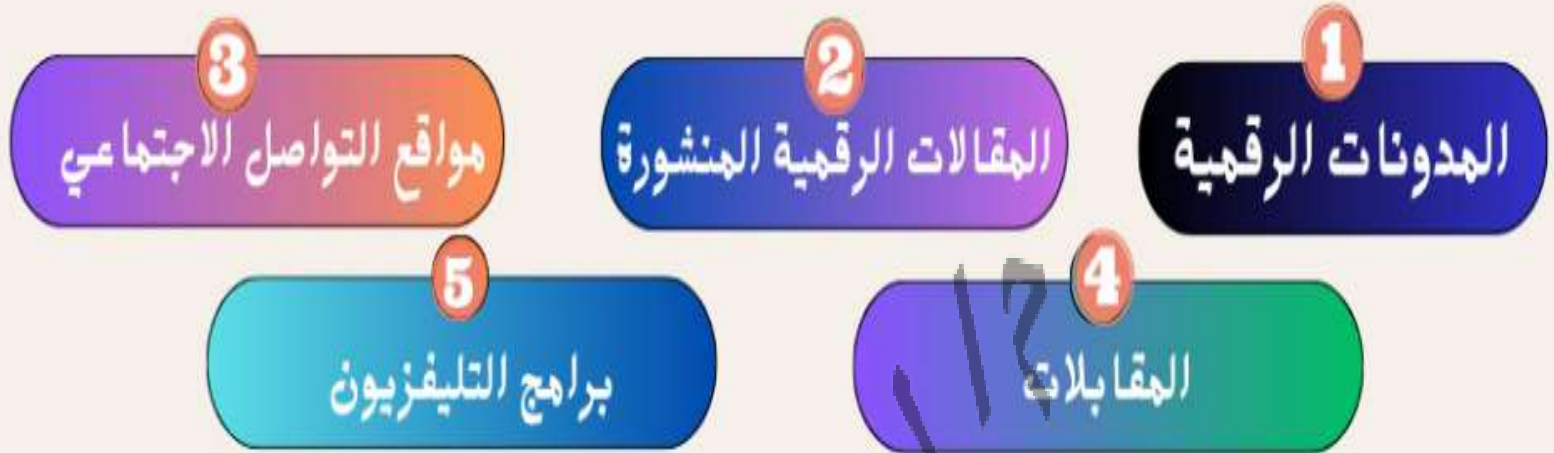 1
المدونات الرقمية
2
المقالات الرقمية المنشورة
3
مواقع التواصل الاجتماعي
4
المقابلات
5
برامج التليفزيون